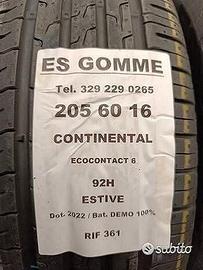 ES GOMME
Tel. 329 229 0265
205 60 16
CONTINENTAL
ECOCONTACT 6
92H
ESTIVE
Dot. 2022 / Bat. DEMO 100%
RIF 361
subito